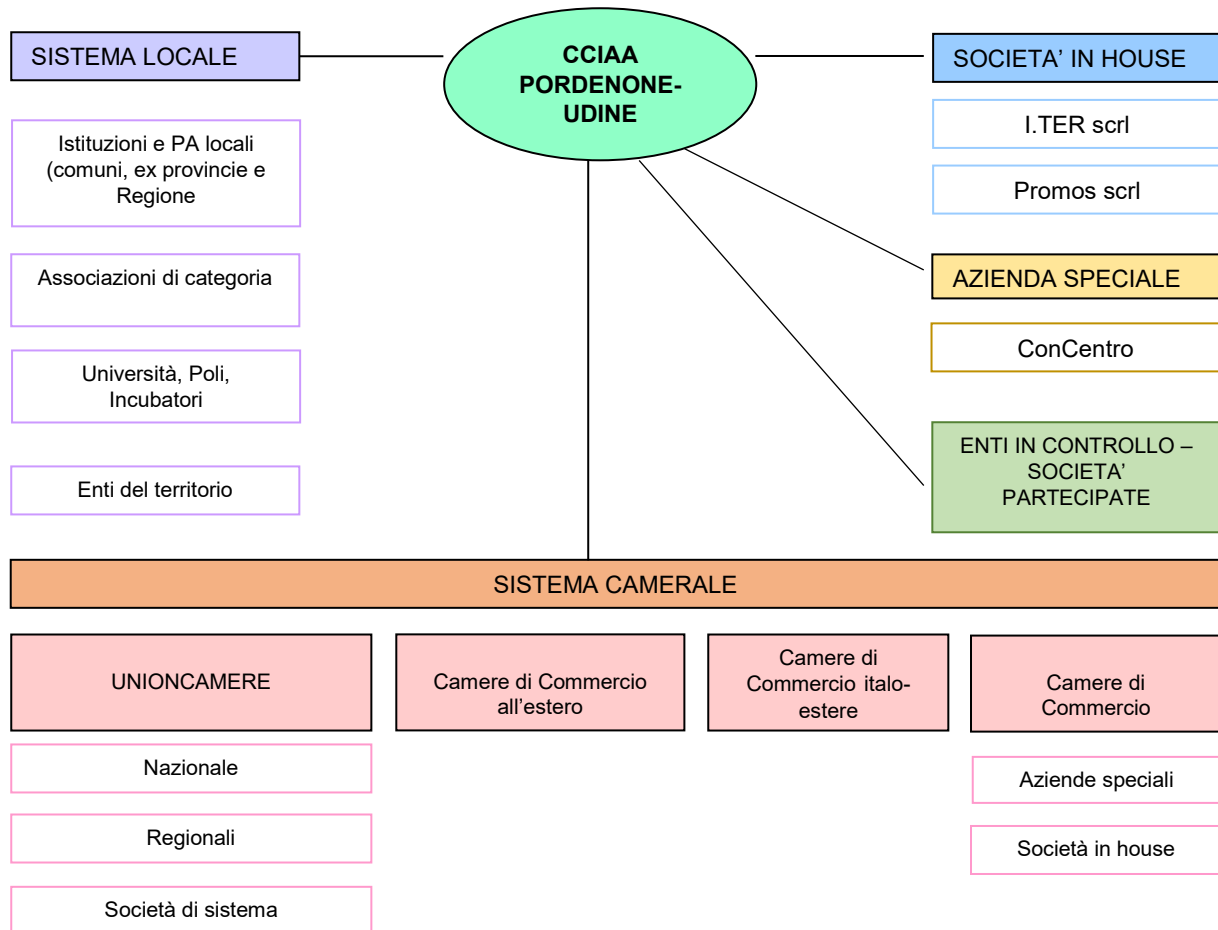 CCIAA
PORDENONE-
UDINE
SISTEMA LOCALE
Istituzioni e PA locali
(comuni, ex provincie e
Regione
Associazioni di categoria
Università, Poli,
Incubatori
Enti del territorio
SOCIETA’ IN HOUSE
I.TER scrl
Promos scrl
AZIENDA SPECIALE
ConCentro
ENTI IN CONTROLLO –
SOCIETA’
PARTECIPATE
SISTEMA CAMERALE
UNIONCAMERE
Nazionale
Regionali
Società di sistema
Camere di Commercio
all’estero
Camere di
Commercio italo-
estere
Camere di
Commercio
Aziende speciali
Società in house